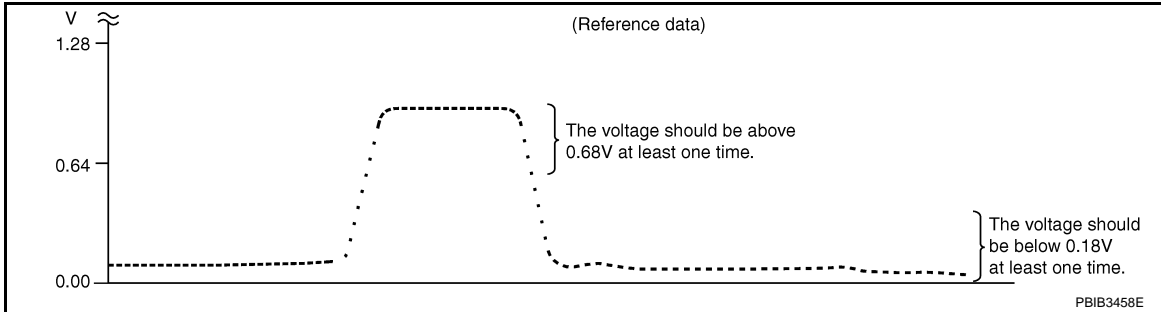 V
(Reference data)
1.28
The voltage should be above
0.68V at least one time.
0.64
The voltage should
be below 0.18V
at least one time.
0.00
PBIB3458E